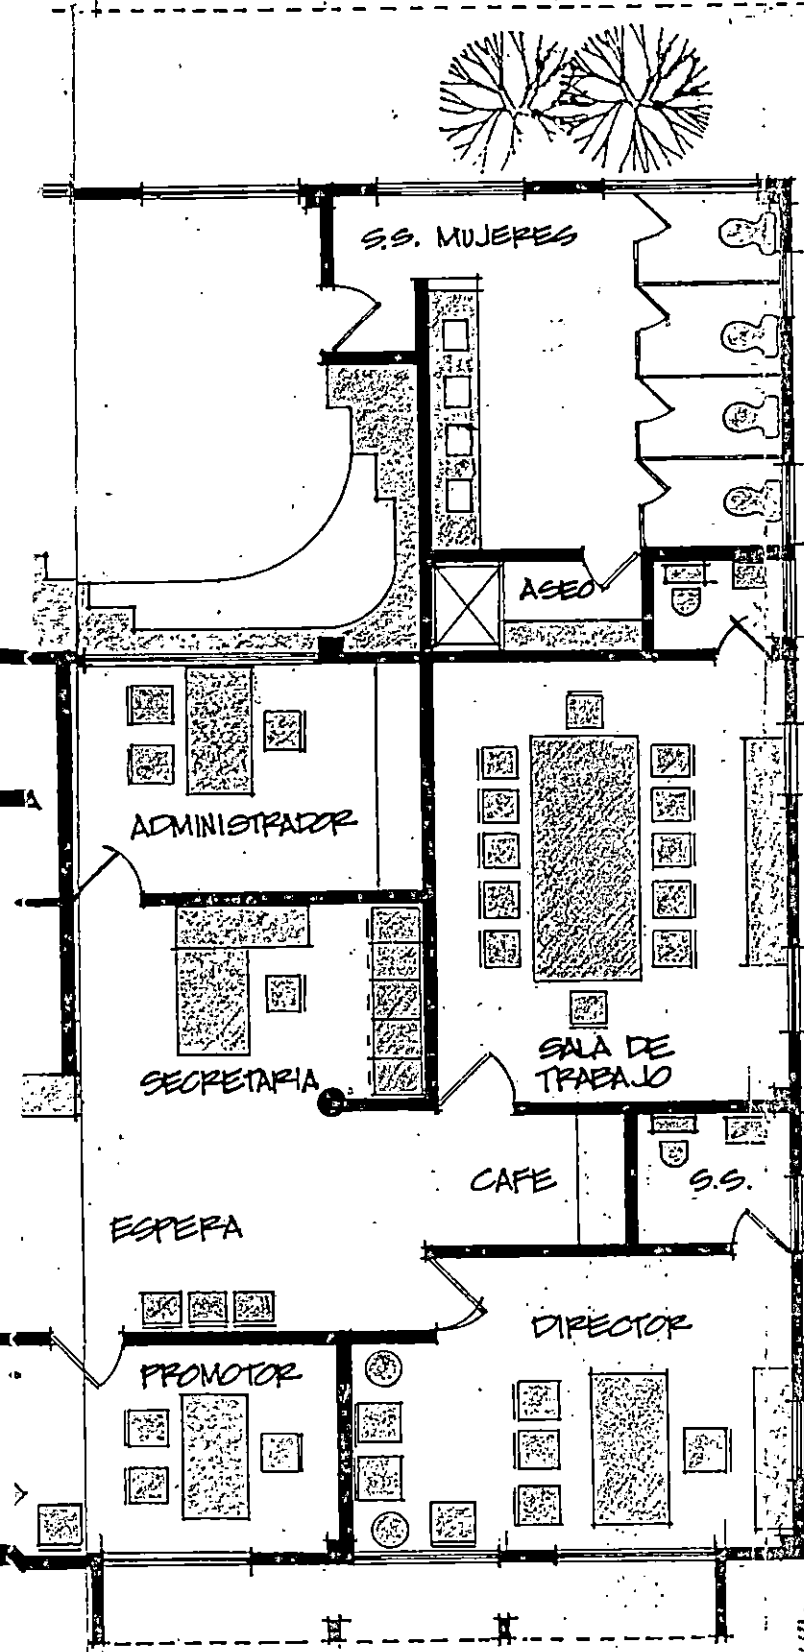 S.S. MUJERES
ASEO
ADMINISTRADOR
SECRETARIA
SALA DE
TRABAJO
CAFE
S.S.
ESPERA
DIRECTOR
PROMOTOR